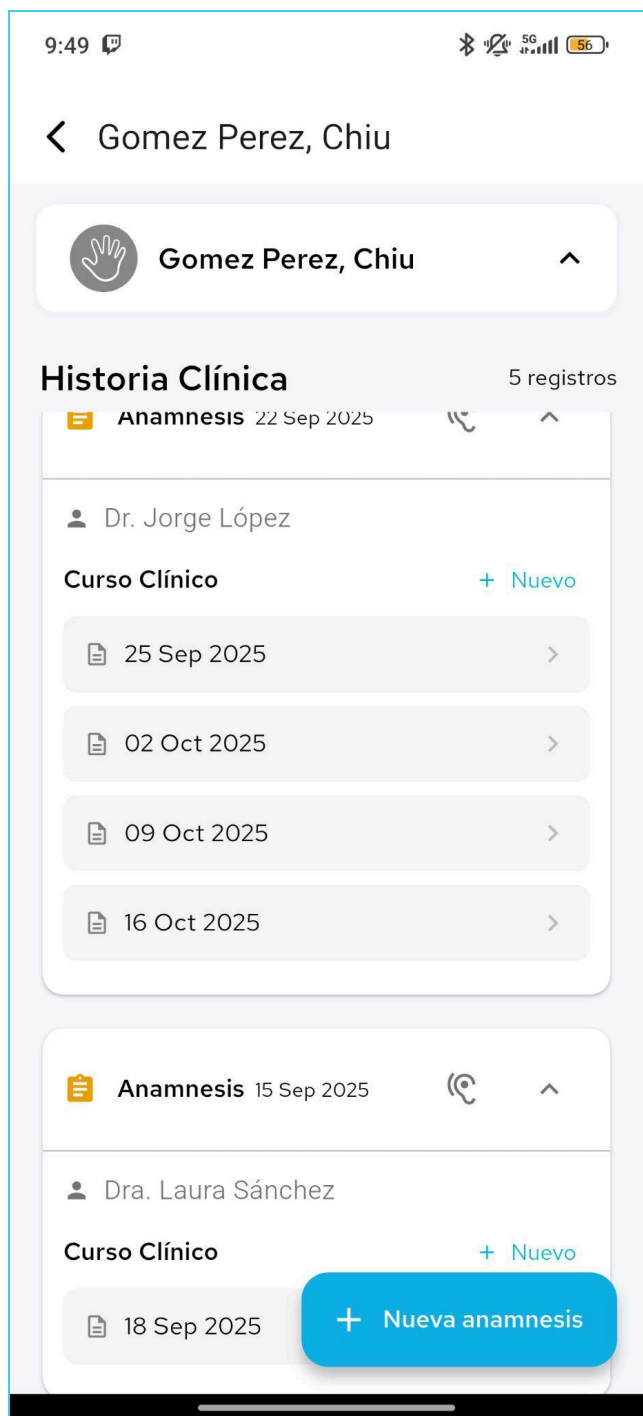 9:49
5G
56
Gomez Perez, Chiu
Gomez Perez, Chiu
Historia Clínica 5 registros
Anamnesis 22 Sep 2025
Dr. Jorge López
Curso Clínico + Nuevo
25 Sep 2025
02 Oct 2025
09 Oct 2025
16 Oct 2025
Anamnesis 15 Sep 2025
Dra. Laura Sánchez
Curso Clínico + Nuevo
18 Sep 2025
+ Nueva anamnesis